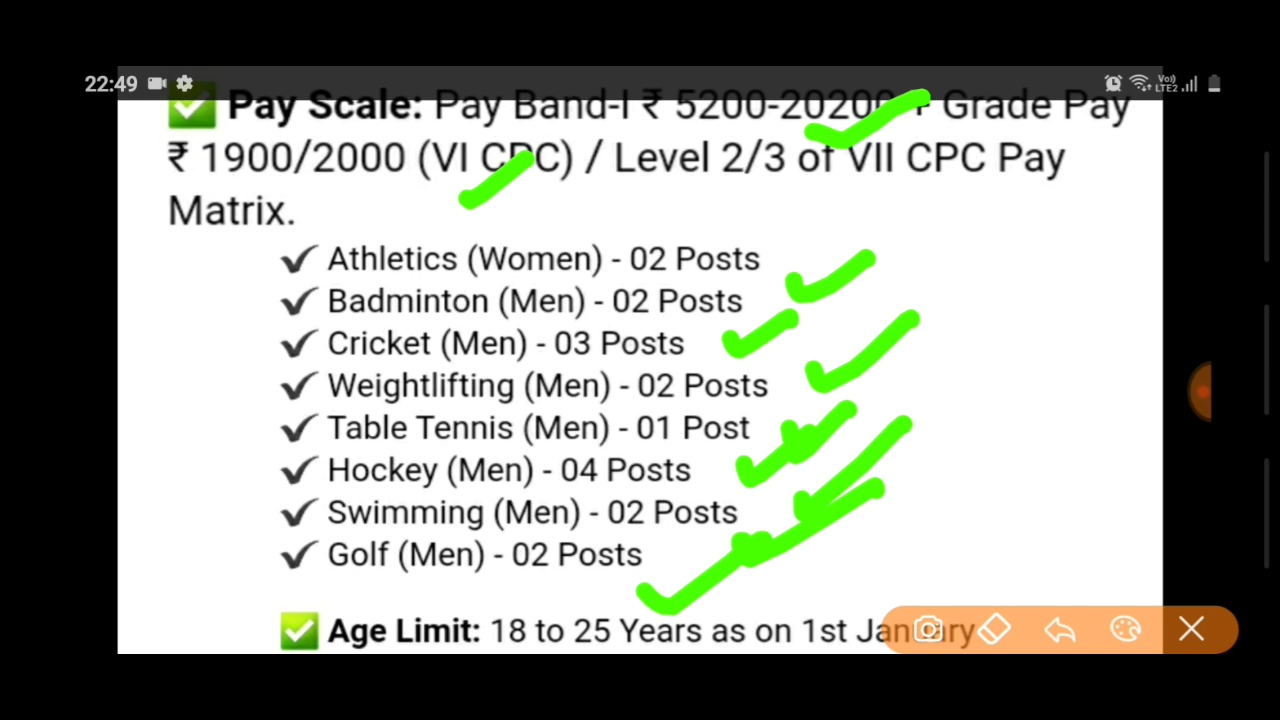 22:49
Vo)) LTE2
Pay Scale: Pay Band-I ₹ 5200-20200 + Grade Pay
₹ 1900/2000 (VI CPC) / Level 2/3 of VII CPC Pay
Matrix.
Athletics (Women) - 02 Posts
Badminton (Men) - 02 Posts
Cricket (Men) - 03 Posts
Weightlifting (Men) - 02 Posts
Table Tennis (Men) - 01 Post
Hockey (Men) - 04 Posts
Swimming (Men) - 02 Posts
Golf (Men) - 02 Posts
Age Limit: 18 to 25 Years as on 1st January